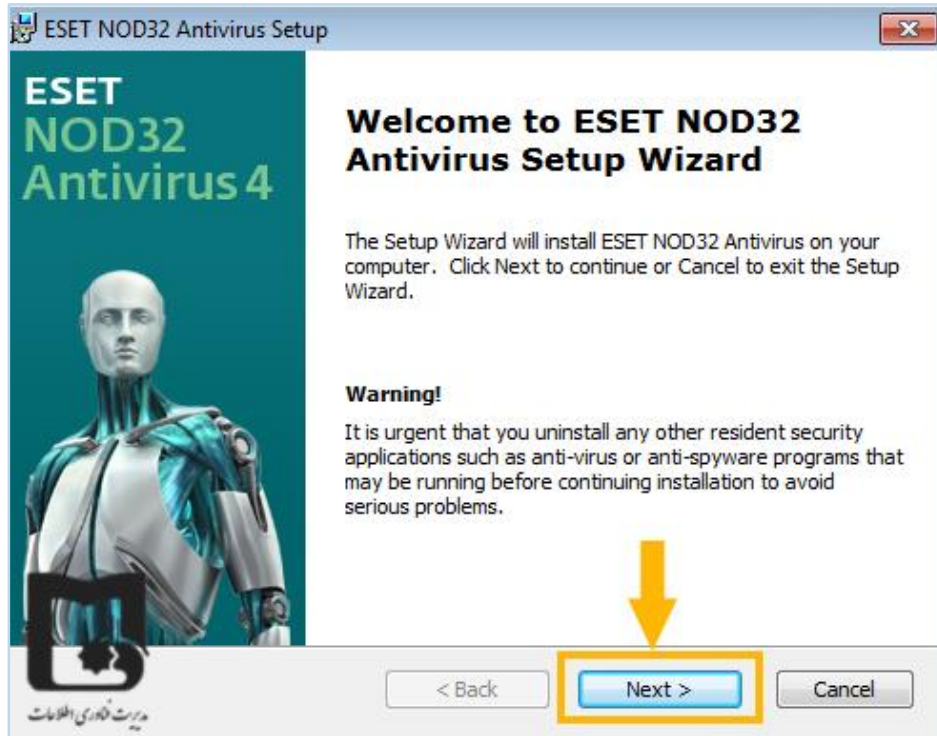 ESET NOD32 Antivirus Setup
ESET
NOD32
Antivirus 4
Welcome to ESET NOD32
Antivirus Setup Wizard
The Setup Wizard will install ESET NOD32 Antivirus on your
computer. Click Next to continue or Cancel to exit the Setup
Wizard.
Warning!
It is urgent that you uninstall any other resident security
applications such as anti-virus or anti-spyware programs that
may be running before continuing installation to avoid
serious problems.
< Back
Next >
Cancel
مدیریت فناوری اطلاعات